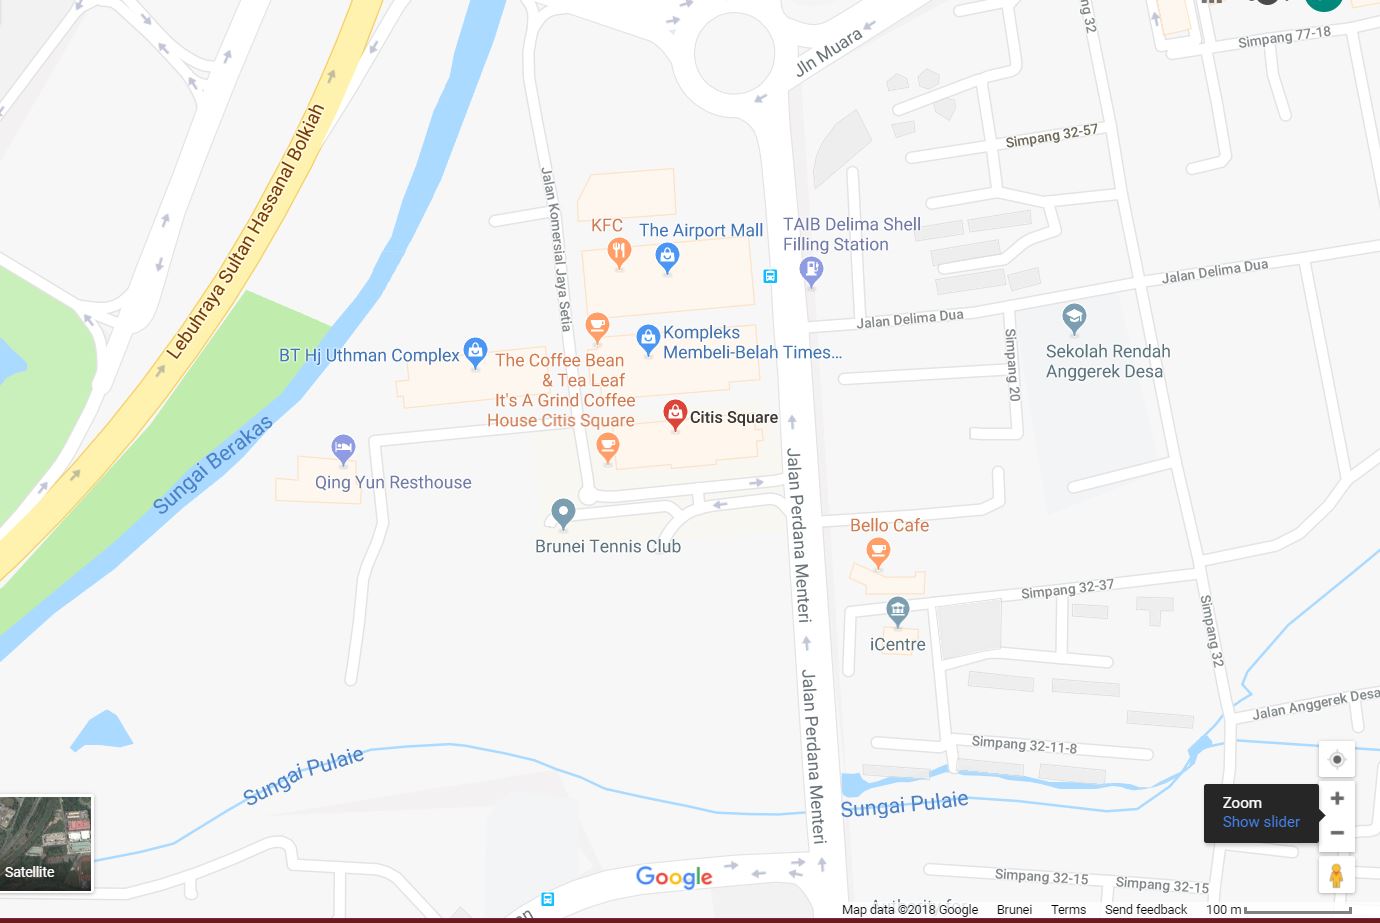 Simpang 77-18
32
Jln Muara
Simpang 32-57
Lebuhraya Sultan Hassanal Bolkiah
Jalan Komersial Jaya Setia
KFC
The Airport Mall
TAIB Delima Shell
Filling Station
Jalan Delima Dua
Jalan Delima Dua
Kompleks
Membeli-Belah Times...
BT Hj Uthman Complex
The Coffee Bean
& Tea Leaf
It's A Grind Coffee
House Citis Square
Citis Square
Simpang 20
Sekolah Rendah
Anggerek Desa
Sungai Berakas
Qing Yun Resthouse
Brunei Tennis Club
Jalan Perdana Menteri
Bello Cafe
iCentre
Simpang 32-37
Simpang 32
Jalan Perdana Menteri
Jalan Anggerek Desa
Simpang 32-11-8
Sungai Pulaie
Sungai Pulaie
Zoom
Show slider
Satellite
Google
Simpang 32-15
Simpang 32-15
Map data ©2018 Google Brunei Terms Send feedback 100 m